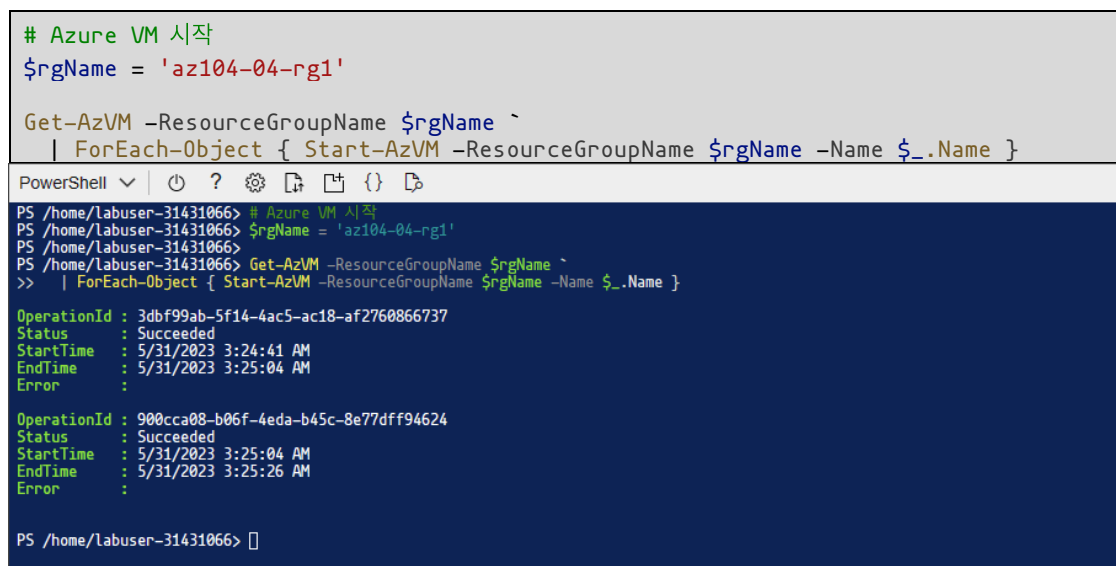 # Azure VM 시작
$rgName = 'az104-04-rg1'
Get-AzVM -ResourceGroupName $rgName `
| ForEach-Object { Start-AzVM -ResourceGroupName $rgName -Name $_.Name }
PowerShell ? {}
PS /home/labuser-31431066> # Azure VM 시작
PS /home/labuser-31431066> $rgName = 'az104-04-rg1'
PS /home/labuser-31431066>
PS /home/labuser-31431066> Get-AzVM -ResourceGroupName $rgName `
>> | ForEach-Object { Start-AzVM -ResourceGroupName $rgName -Name $_.Name }
OperationId : 3dbf99ab-5f14-4ac5-ac18-af2760866737
Status : Succeeded
StartTime : 5/31/2023 3:24:41 AM
EndTime : 5/31/2023 3:25:04 AM
Error :
OperationId : 900cca08-b06f-4eda-b45c-8e77dff94624
Status : Succeeded
StartTime : 5/31/2023 3:25:04 AM
EndTime : 5/31/2023 3:25:26 AM
Error :
PS /home/labuser-31431066>